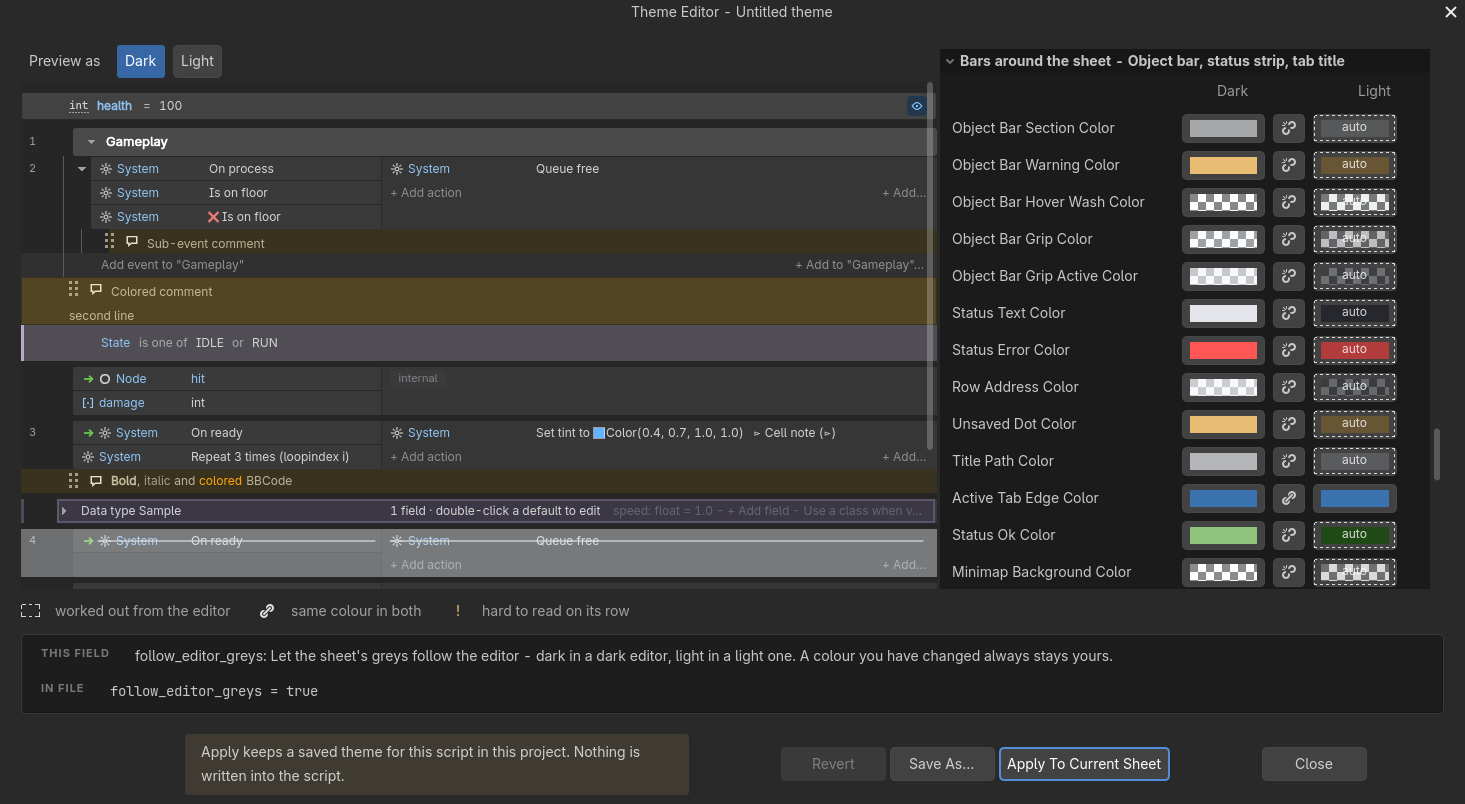 Theme Editor - Untitled theme
Preview as Dark Light
int health = 100
1 Gameplay
2 System On process System Queue free
System Is on floor + Add action + Add...
System Is on floor
Sub-event comment
Add event to "Gameplay" + Add to "Gameplay"...
Colored comment
second line
State is one of IDLE or RUN
Node hit internal
damage int
3 System On ready System Set tint to Color(0.4, 0.7, 1.0, 1.0) ▹ Cell note (▹)
System Repeat 3 times (loopindex i) + Add action + Add...
Bold, italic and colored BBCode
Data type Sample 1 field · double-click a default to edit speed: float = 1.0 - + Add field - Use a class when v...
4 System On ready System Queue free
+ Add action + Add...
Bars around the sheet - Object bar, status strip, tab title
Dark Light
Object Bar Section Color auto
Object Bar Warning Color auto
Object Bar Hover Wash Color auto
Object Bar Grip Color auto
Object Bar Grip Active Color auto
Status Text Color auto
Status Error Color auto
Row Address Color auto
Unsaved Dot Color auto
Title Path Color auto
Active Tab Edge Color
Status Ok Color auto
Minimap Background Color auto
worked out from the editor same colour in both ! hard to read on its row
THIS FIELD follow_editor_greys: Let the sheet's greys follow the editor - dark in a dark editor, light in a light one. A colour you have changed always stays yours.
IN FILE follow_editor_greys = true
Apply keeps a saved theme for this script in this project. Nothing is
written into the script.
Revert Save As... Apply To Current Sheet Close